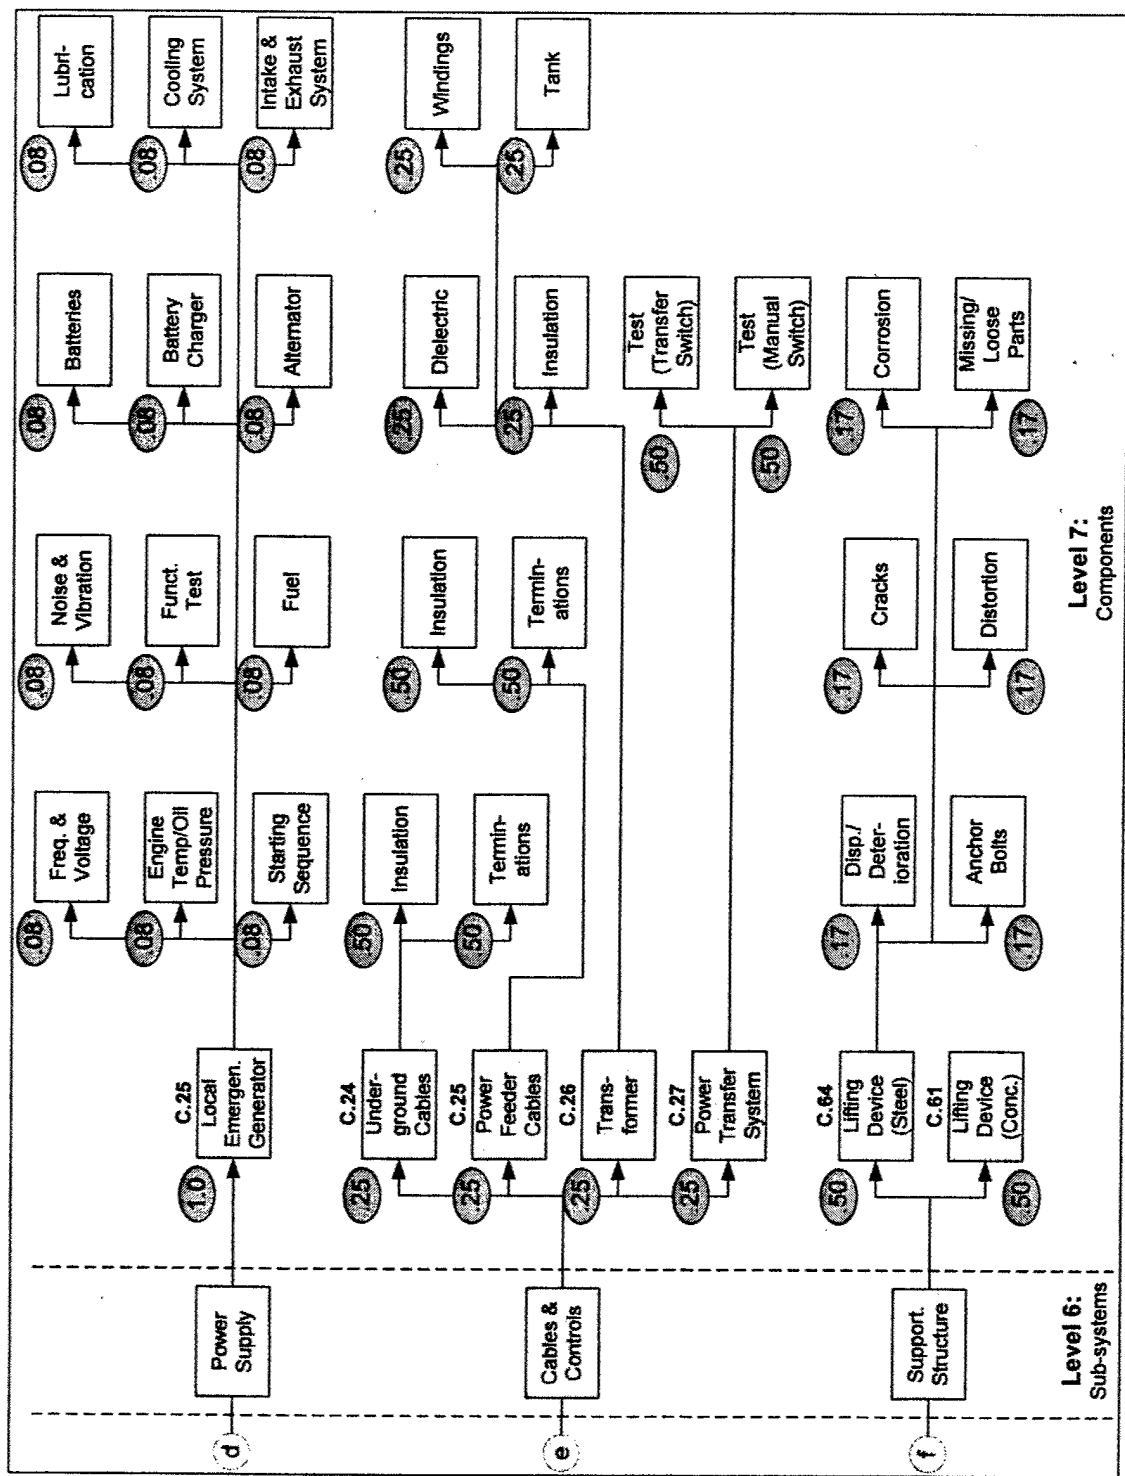 d
Power
Supply
1.0
C.25
Local
Emergen.
Generator
.08
Freq. &
Voltage
.08
Engine
Temp/Oil
Pressure
.08
Starting
Sequence
.08
Noise &
Vibration
.08
Funct.
Test
.08
Fuel
.08
Batteries
.08
Battery
Charger
.08
Alternator
.08
Lubri-
cation
.08
Cooling
System
.08
Intake &
Exhaust
System
e
Cables &
Controls
.25
C.24
Under-
ground
Cables
.50
Insulation
.50
Termin-
ations
.25
C.25
Power
Feeder
Cables
.50
Insulation
.50
Termin-
ations
.25
C.26
Trans-
former
.25
Dielectric
.25
Insulation
.25
Windings
.25
Tank
.25
C.27
Power
Transfer
System
.50
Test
(Transfer
Switch)
.50
Test
(Manual
Switch)
f
Support.
Structure
.50
C.64
Lifting
Device
(Steel)
.17
Disp./
Deter-
ioration
.17
Anchor
Bolts
.17
Cracks
.17
Distortion
.17
Corrosion
.17
Missing/
Loose
Parts
.50
C.61
Lifting
Device
(Conc.)
Level 6:
Sub-systems
Level 7:
Components